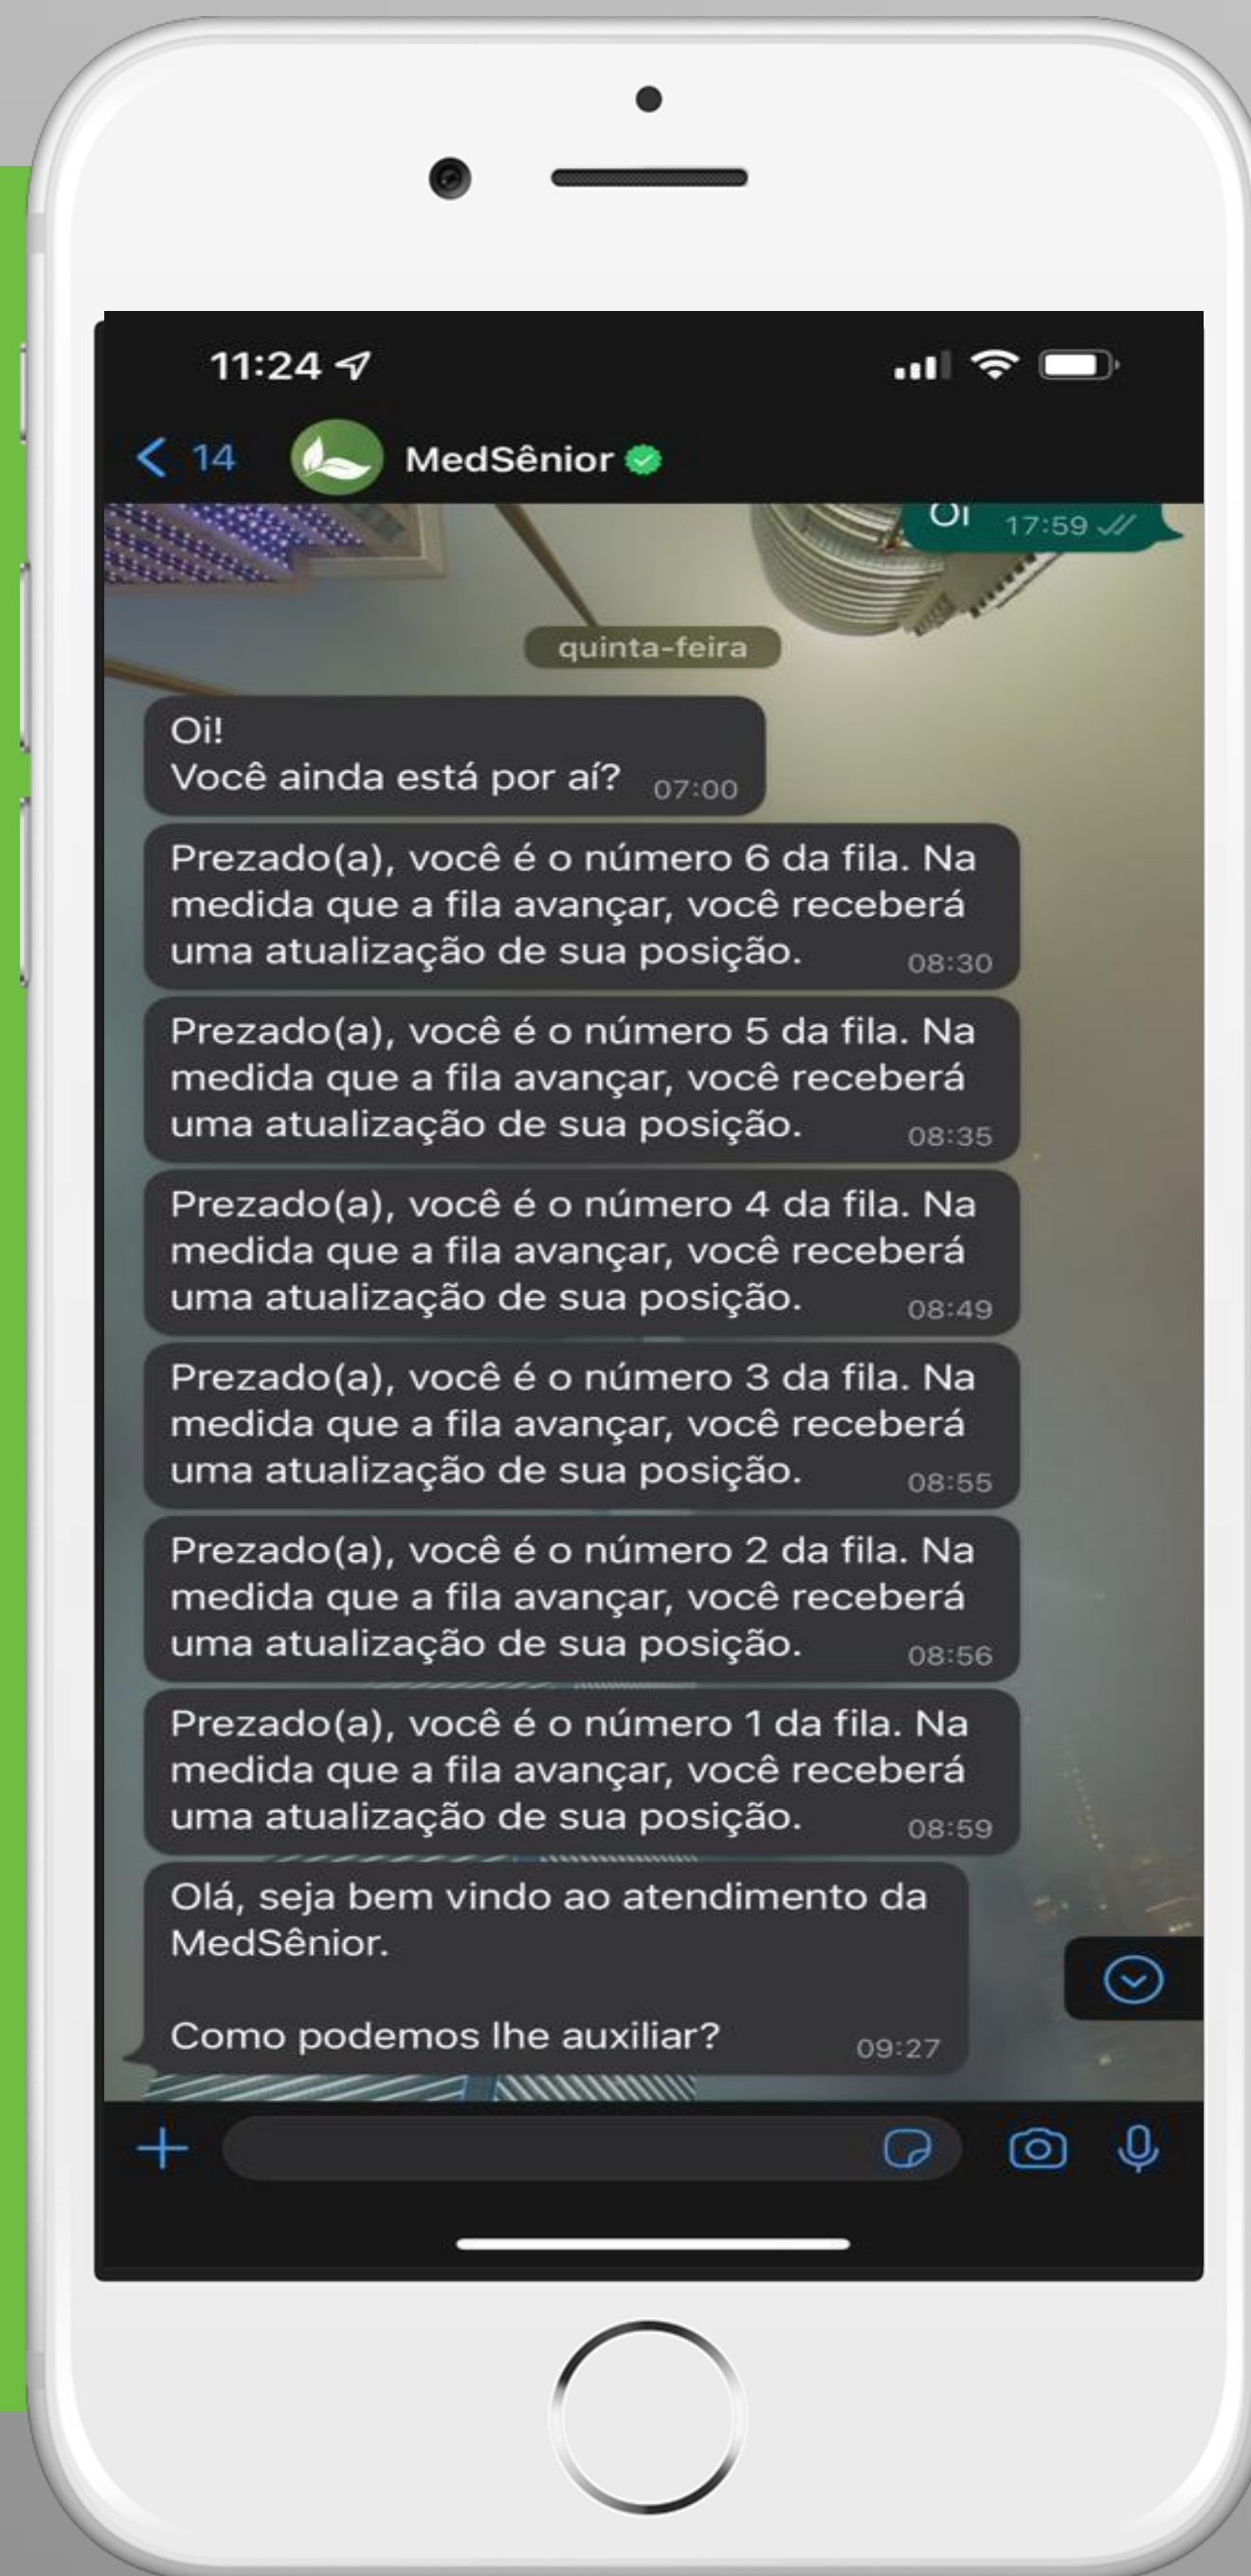 11:24
14
MedSênior
Oi 17:59
quinta-feira
Oi!
Você ainda está por aí? 07:00
Prezado(a), você é o número 6 da fila. Na
medida que a fila avançar, você receberá
uma atualização de sua posição. 08:30
Prezado(a), você é o número 5 da fila. Na
medida que a fila avançar, você receberá
uma atualização de sua posição. 08:35
Prezado(a), você é o número 4 da fila. Na
medida que a fila avançar, você receberá
uma atualização de sua posição. 08:49
Prezado(a), você é o número 3 da fila. Na
medida que a fila avançar, você receberá
uma atualização de sua posição. 08:55
Prezado(a), você é o número 2 da fila. Na
medida que a fila avançar, você receberá
uma atualização de sua posição. 08:56
Prezado(a), você é o número 1 da fila. Na
medida que a fila avançar, você receberá
uma atualização de sua posição. 08:59
Olá, seja bem vindo ao atendimento da
MedSênior.
Como podemos lhe auxiliar? 09:27